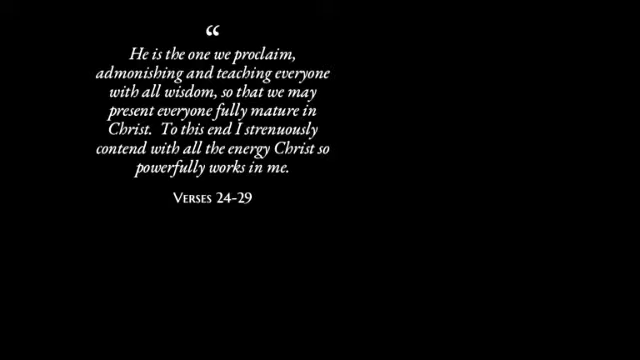 “
He is the one we proclaim,
admonishing and teaching everyone
with all wisdom, so that we may
present everyone fully mature in
Christ.  To this end I strenuously
contend with all the energy Christ so
powerfully works in me.
Verses 24-29